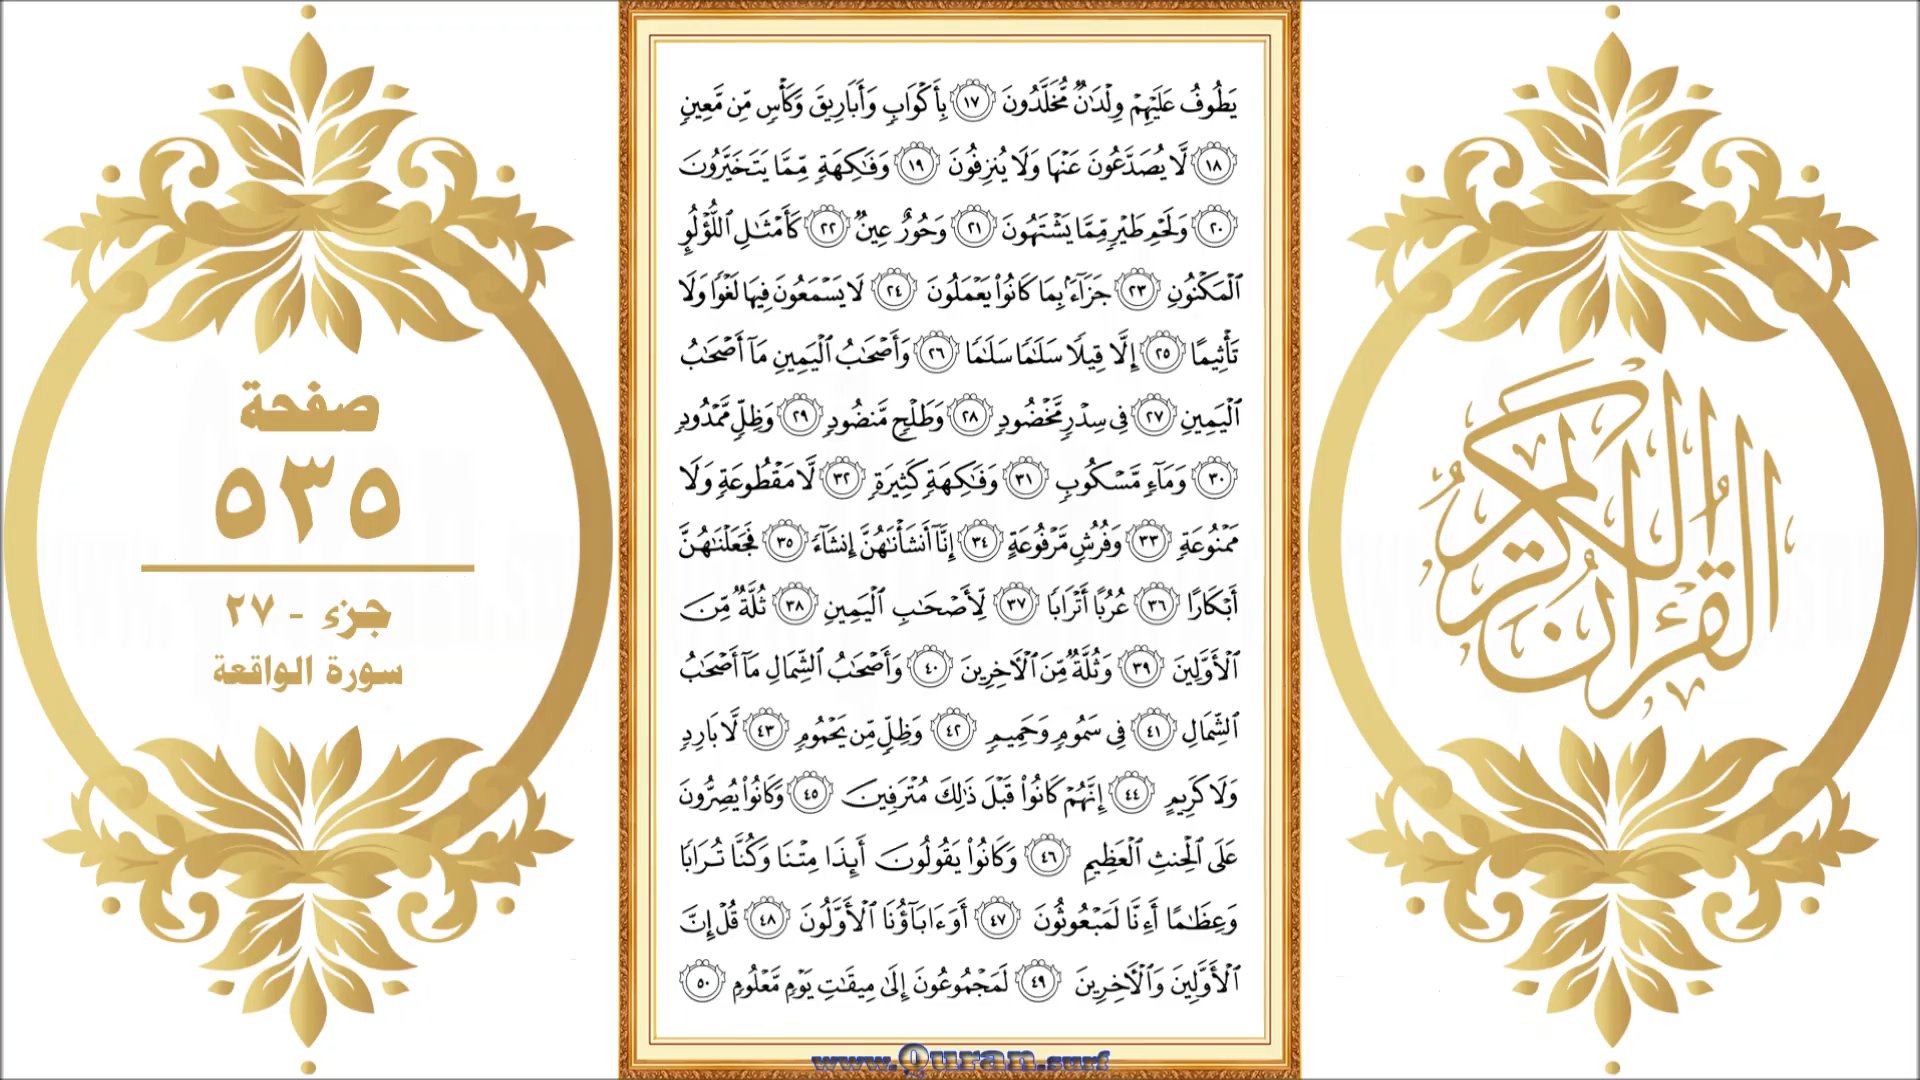 يَطُوفُ عَلَيْهِمْ وِلْدَٰنٌ مُّخَلَّدُونَ ١٧ بِأَكْوَابٍ وَأَبَارِيقَ وَكَأْسٍ مِّن مَّعِينٍ
١٨ لَّا يُصَدَّعُونَ عَنْهَا وَلَا يُنزِفُونَ ١٩ وَفَٰكِهَةٍ مِّمَّا يَتَخَيَّرُونَ
٢٠ وَلَحْمِ طَيْرٍ مِّمَّا يَشْتَهُونَ ٢١ وَحُورٌ عِينٌ ٢٢ كَأَمْثَٰلِ ٱللُّؤْلُؤِ
ٱلْمَكْنُونِ ٢٣ جَزَآءًۢ بِمَا كَانُوا۟ يَعْمَلُونَ ٢٤ لَا يَسْمَعُونَ فِيهَا لَغْوًا وَلَا
تَأْثِيمًا ٢٥ إِلَّا قِيلًا سَلَٰمًا سَلَٰمًا ٢٦ وَأَصْحَٰبُ ٱلْيَمِينِ مَآ أَصْحَٰبُ
ٱلْيَمِينِ ٢٧ فِى سِدْرٍ مَّخْضُودٍ ٢٨ وَطَلْحٍ مَّنضُودٍ ٢٩ وَظِلٍّ مَّمْدُودٍ
٣٠ وَمَآءٍ مَّسْكُوبٍ ٣١ وَفَٰكِهَةٍ كَثِيرَةٍ ٣٢ لَّا مَقْطُوعَةٍ وَلَا
مَمْنُوعَةٍ ٣٣ وَفُرُشٍ مَّرْفُوعَةٍ ٣٤ إِنَّآ أَنشَأْنَٰهُنَّ إِنشَآءً ٣٥ فَجَعَلْنَٰهُنَّ
أَبْكَارًا ٣٦ عُرُبًا أَتْرَابًا ٣٧ لِّأَصْحَٰبِ ٱلْيَمِينِ ٣٨ ثُلَّةٌ مِّنَ
ٱلْأَوَّلِينَ ٣٩ وَثُلَّةٌ مِّنَ ٱلْءَاخِرِينَ ٤٠ وَأَصْحَٰبُ ٱلشِّمَالِ مَآ أَصْحَٰبُ
ٱلشِّمَالِ ٤١ فِى سَمُومٍ وَحَمِيمٍ ٤٢ وَظِلٍّ مِّن يَحْمُومٍ ٤٣ لَّا بَارِدٍ
وَلَا كَرِيمٍ ٤٤ إِنَّهُمْ كَانُوا۟ قَبْلَ ذَٰلِكَ مُتْرَفِينَ ٤٥ وَكَانُوا۟ يُصِرُّونَ
عَلَى ٱلْحِنثِ ٱلْعَظِيمِ ٤٦ وَكَانُوا۟ يَقُولُونَ أَئِذَا مِتْنَا وَكُنَّا تُرَابًا
وَعِظَٰمًا أَءِنَّا لَمَبْعُوثُونَ ٤٧ أَوَءَابَآؤُنَا ٱلْأَوَّلُونَ ٤٨ قُلْ إِنَّ
ٱلْأَوَّلِينَ وَٱلْءَاخِرِينَ ٤٩ لَمَجْمُوعُونَ إِلَىٰ مِيقَٰتِ يَوْمٍ مَّعْلُومٍ ٥٠
القرآن الكريم
صفحة
٥٣٥
جزء - ٢٧
سورة الواقعة
www.Quran.surf